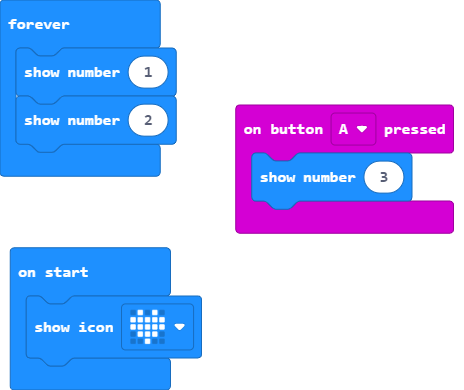 forever
show number 1
show number 2
on button A pressed
show number 3
on start
show icon